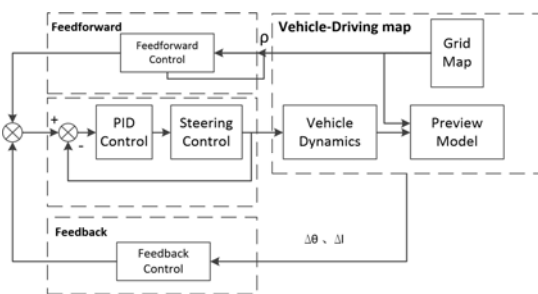 Feedforward
Feedforward
Control
ρ
Vehicle-Driving map
Grid
Map
+
-
PID
Control
Steering
Control
Vehicle
Dynamics
Preview
Model
Feedback
Feedback
Control
Δθ 、Δl